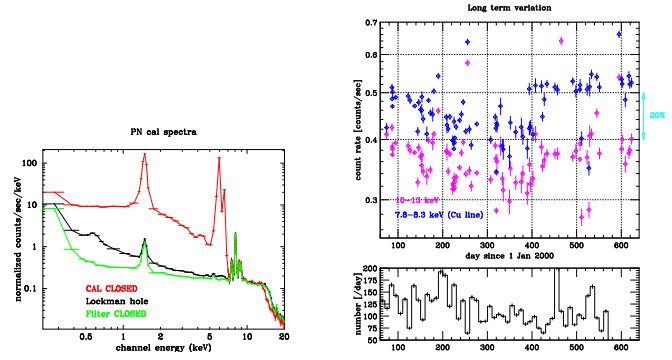 PN cal spectra
normalized counts/sec/keV
100
10
1
0.1
CAL CLOSED
Lockman hole
Filter CLOSED
0.5
1
2
5
10
20
channel energy (keV)
Long term variation
count rate [counts/sec]
0.7
0.6
0.5
0.4
0.3
20%
10-13 keV
7.8-8.3 keV (Cu line)
100
200
300
400
500
600
day since 1 Jan 2000
number [/day]
200
175
150
125
100
75
50
100
200
300
400
500
600